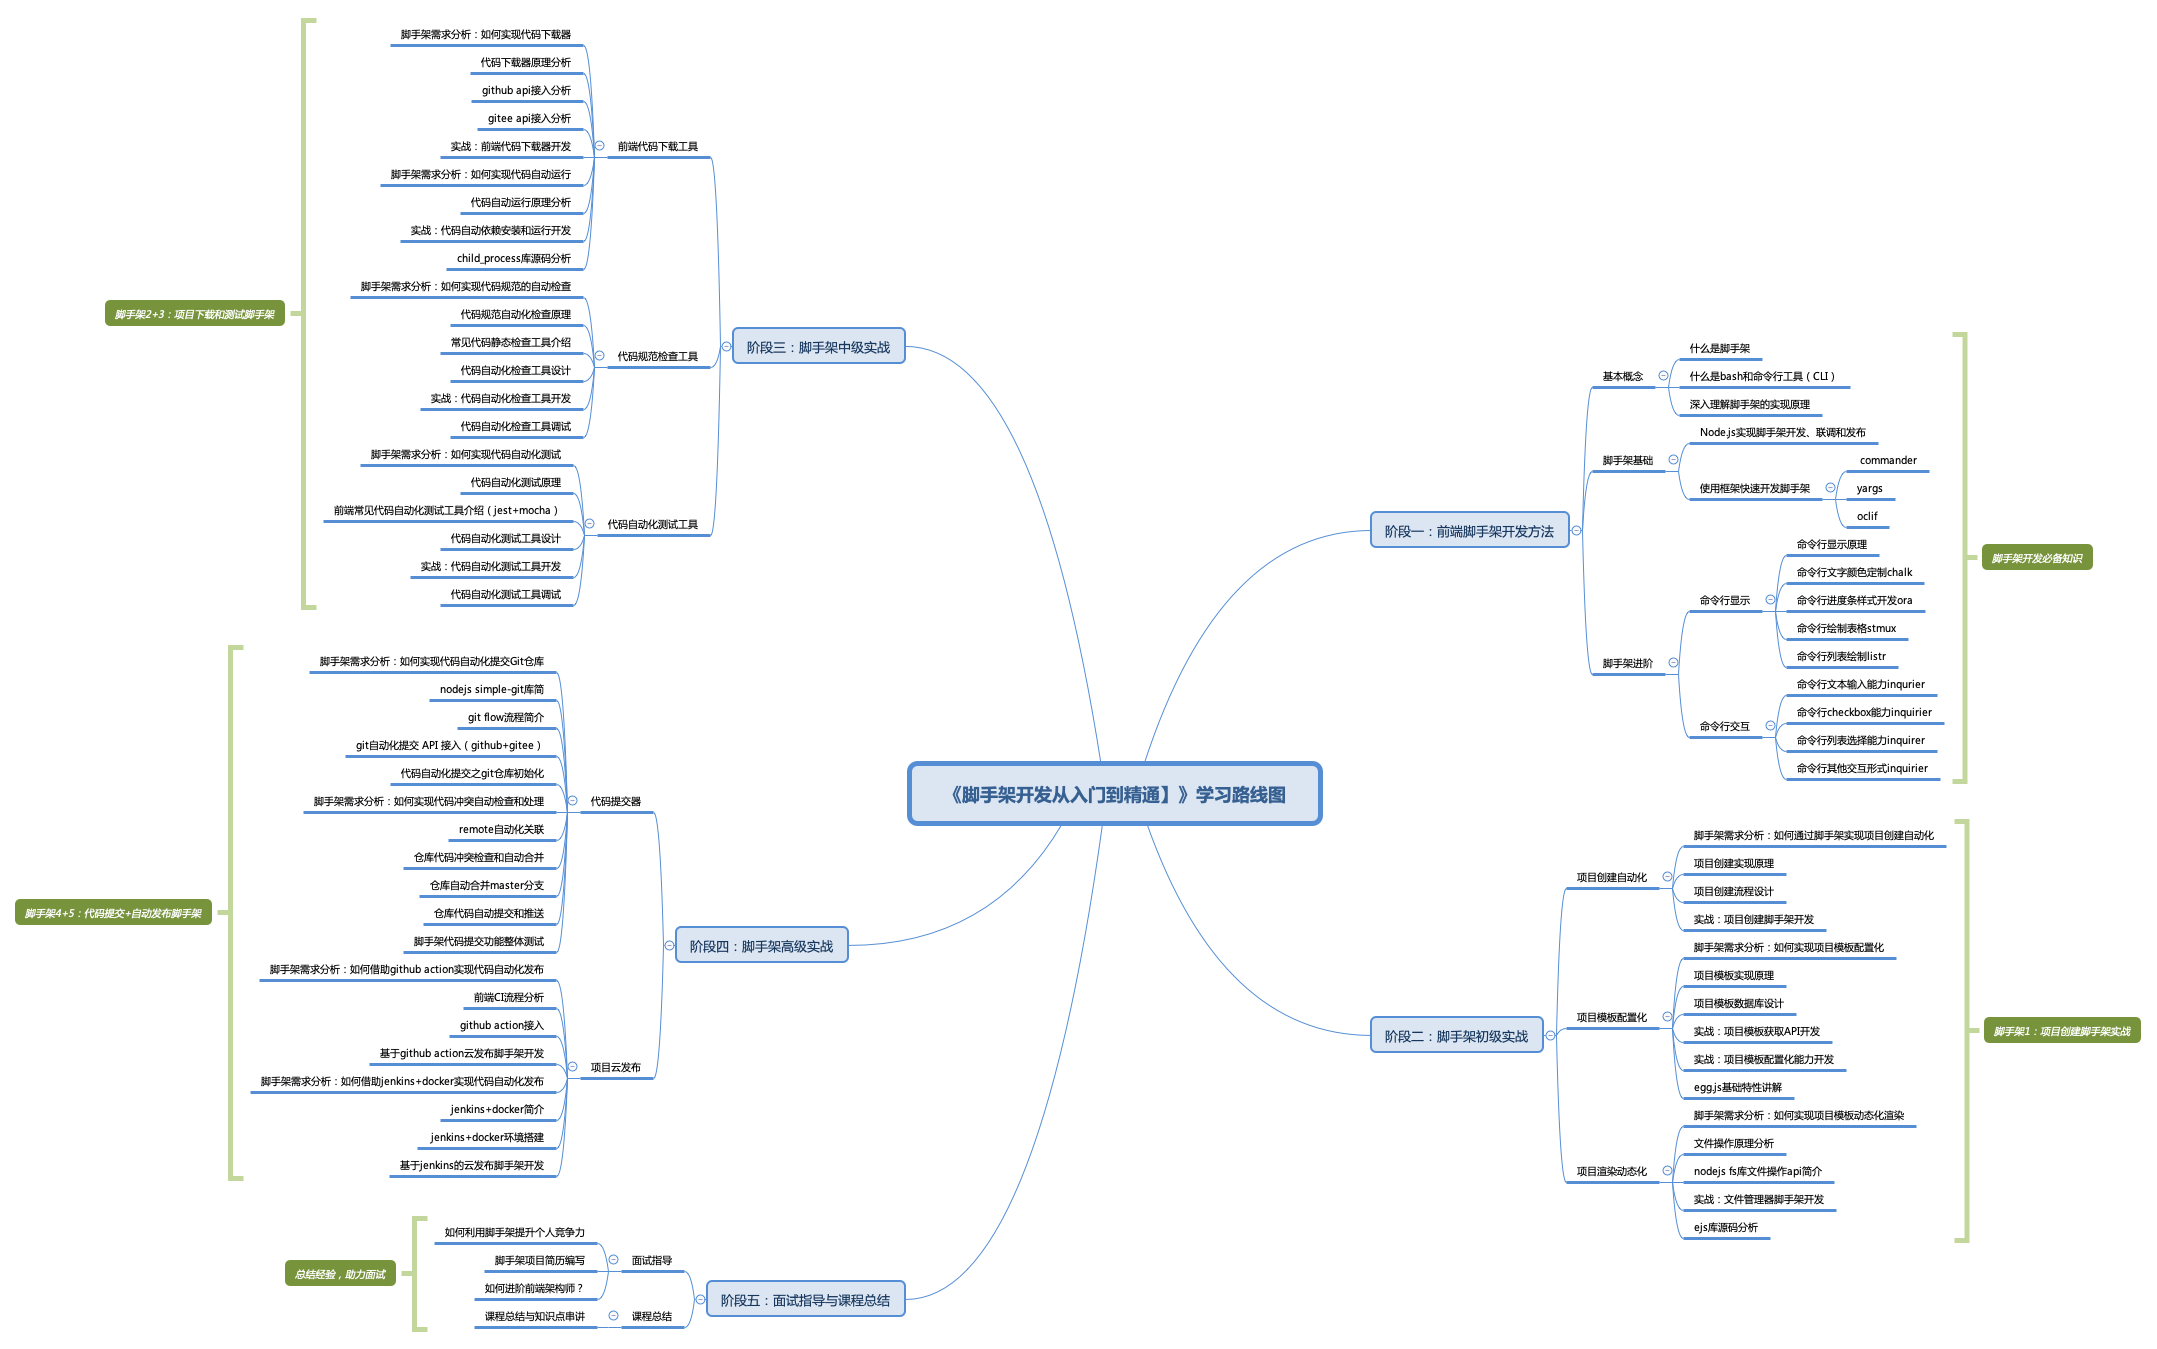 《脚手架开发从入门到精通】》学习路线图
阶段一：前端脚手架开发方法
基本概念
什么是脚手架
什么是bash和命令行工具（CLI）
深入理解脚手架的实现原理
脚手架基础
Node.js实现脚手架开发、联调和发布
使用框架快速开发脚手架
commander
yargs
oclif
脚手架进阶
命令行显示
命令行显示原理
命令行文字颜色定制chalk
命令行进度条样式开发ora
命令行绘制表格stmux
命令行列表绘制listr
命令行交互
命令行文本输入能力inqurier
命令行checkbox能力inquirier
命令行列表选择能力inquirer
命令行其他交互形式inquirier
脚手架开发必备知识
阶段二：脚手架初级实战
项目创建自动化
脚手架需求分析：如何通过脚手架实现项目创建自动化
项目创建实现原理
项目创建流程设计
实战：项目创建脚手架开发
项目模板配置化
脚手架需求分析：如何实现项目模板配置化
项目模板实现原理
项目模板数据库设计
实战：项目模板获取API开发
实战：项目模板配置化能力开发
egg.js基础特性讲解
项目渲染动态化
脚手架需求分析：如何实现项目模板动态化渲染
文件操作原理分析
nodejs fs库文件操作api简介
实战：文件管理器脚手架开发
ejs库源码分析
脚手架1：项目创建脚手架实战
阶段三：脚手架中级实战
前端代码下载工具
脚手架需求分析：如何实现代码下载器
代码下载器原理分析
github api接入分析
gitee api接入分析
实战：前端代码下载器开发
脚手架需求分析：如何实现代码自动运行
代码自动运行原理分析
实战：代码自动依赖安装和运行开发
child_process库源码分析
代码规范检查工具
脚手架需求分析：如何实现代码规范的自动检查
代码规范自动化检查原理
常见代码静态检查工具介绍
代码自动化检查工具设计
实战：代码自动化检查工具开发
代码自动化检查工具调试
代码自动化测试工具
脚手架需求分析：如何实现代码自动化测试
代码自动化测试原理
前端常见代码自动化测试工具介绍（jest+mocha）
代码自动化测试工具设计
实战：代码自动化测试工具开发
代码自动化测试工具调试
脚手架2+3：项目下载和测试脚手架
阶段四：脚手架高级实战
代码提交器
脚手架需求分析：如何实现代码自动化提交Git仓库
nodejs simple-git库简
git flow流程简介
git自动化提交 API 接入（github+gitee）
代码自动化提交之git仓库初始化
脚手架需求分析：如何实现代码冲突自动检查和处理
remote自动化关联
仓库代码冲突检查和自动合并
仓库自动合并master分支
仓库代码自动提交和推送
脚手架代码提交功能整体测试
项目云发布
脚手架需求分析：如何借助github action实现代码自动化发布
前端CI流程分析
github action接入
基于github action云发布脚手架开发
脚手架需求分析：如何借助jenkins+docker实现代码自动化发布
jenkins+docker简介
jenkins+docker环境搭建
基于jenkins的云发布脚手架开发
脚手架4+5：代码提交+自动发布脚手架
阶段五：面试指导与课程总结
面试指导
如何利用脚手架提升个人竞争力
脚手架项目简历编写
如何进阶前端架构师？
课程总结
课程总结与知识点串讲
总结经验，助力面试